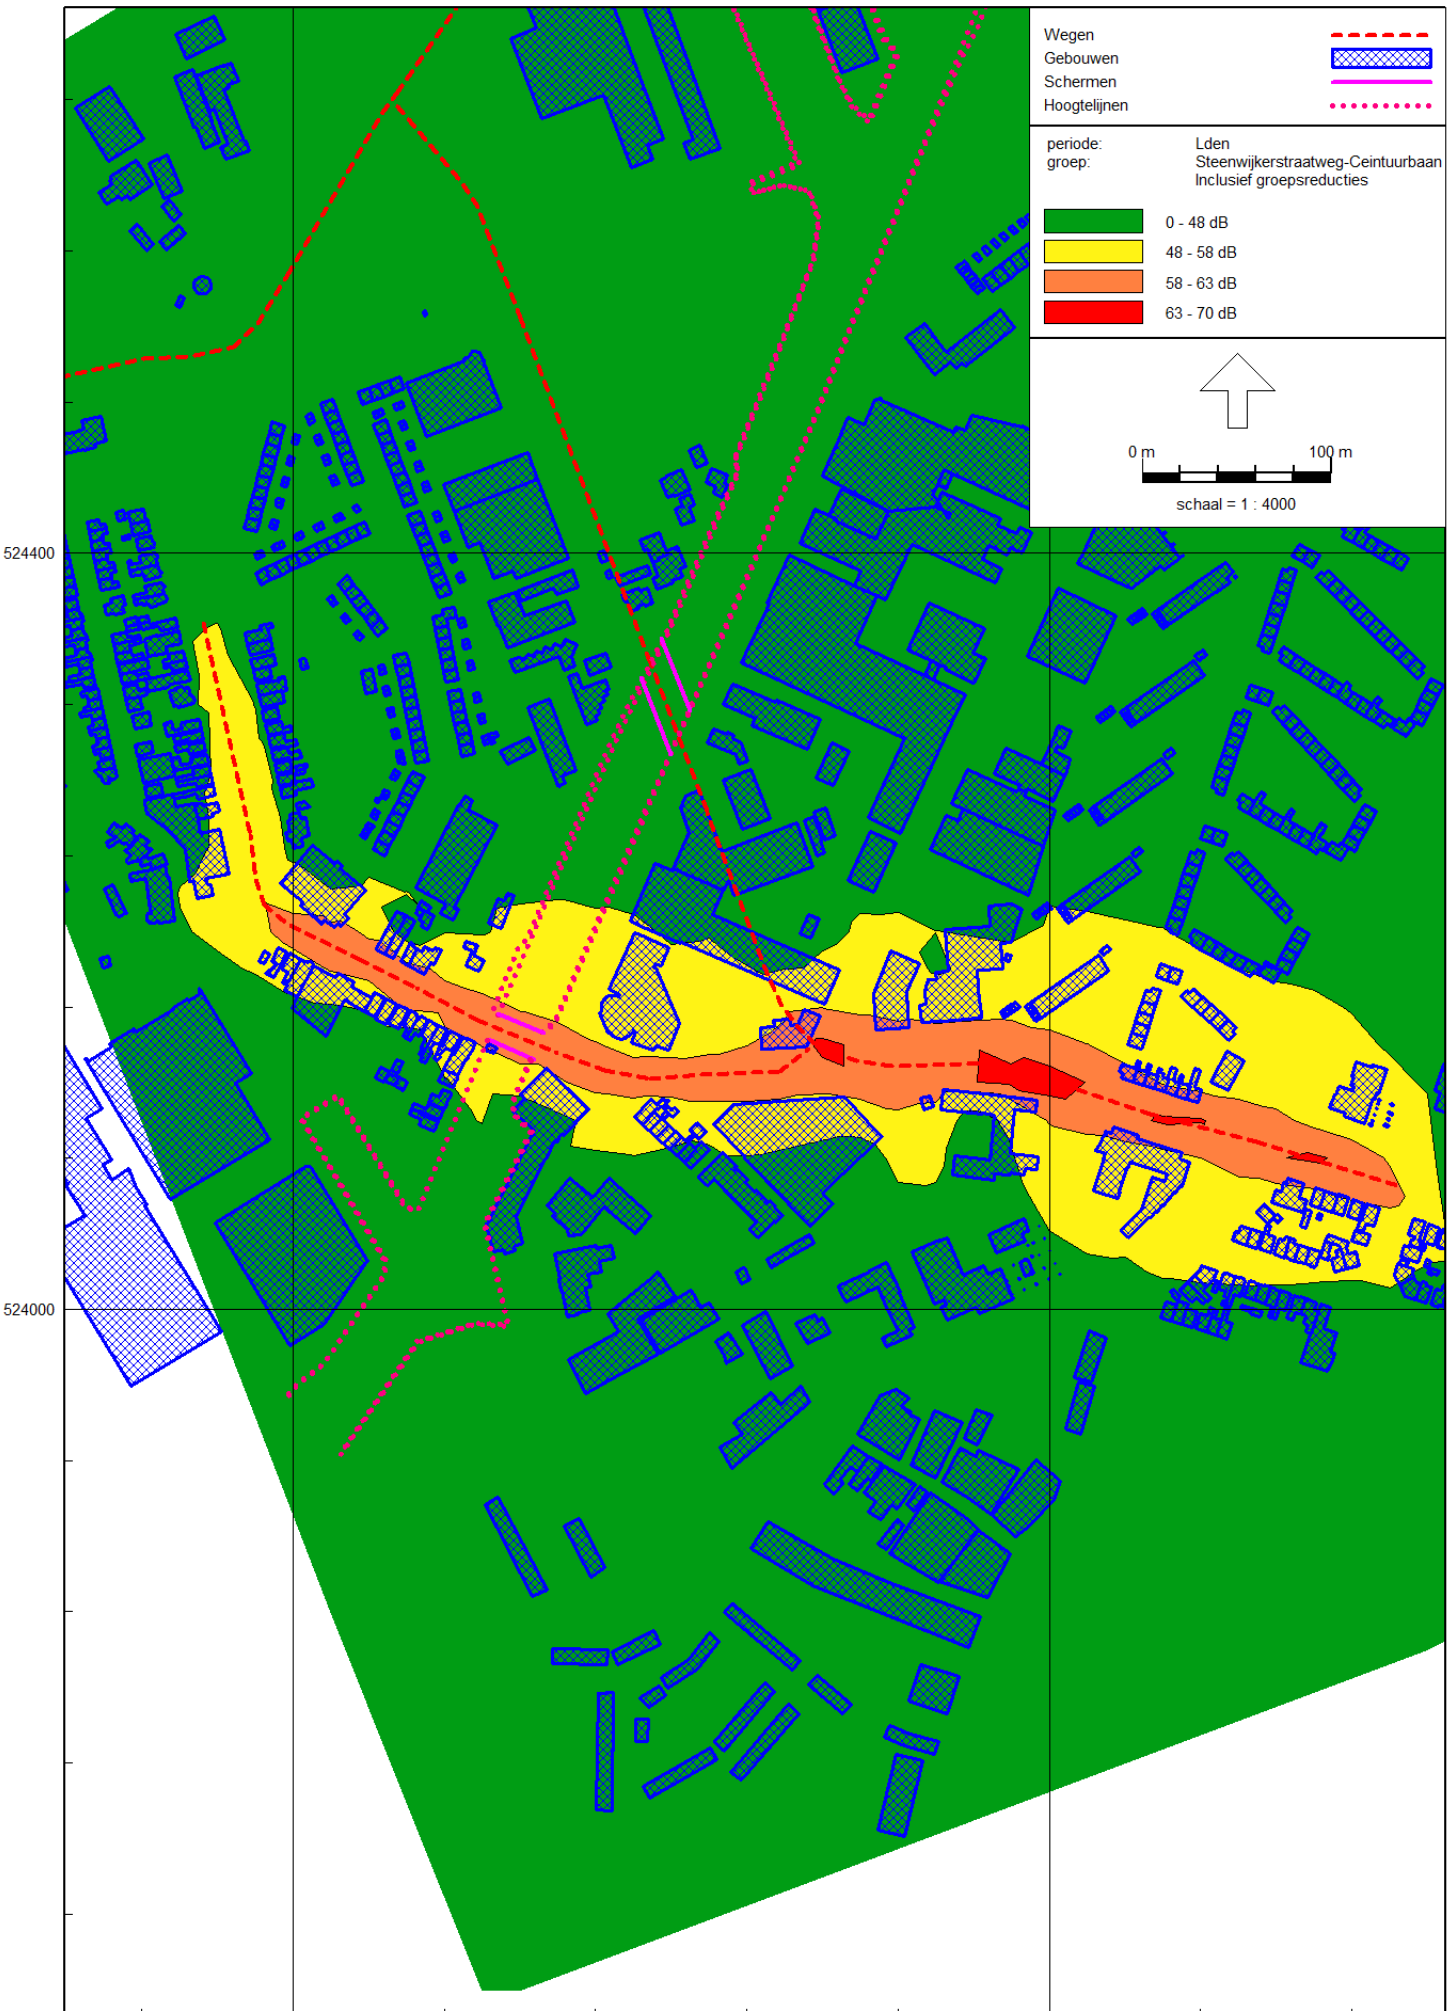 Wegen
Gebouwen
Schermen
Hoogtelijnen
periode: Lden
groep: Steenwijkerstraatweg-Ceintuurbaan
Inclusief groepsreducties
0 - 48 dB
48 - 58 dB
58 - 63 dB
63 - 70 dB
0 m 100 m
schaal = 1 : 4000
524400
524000